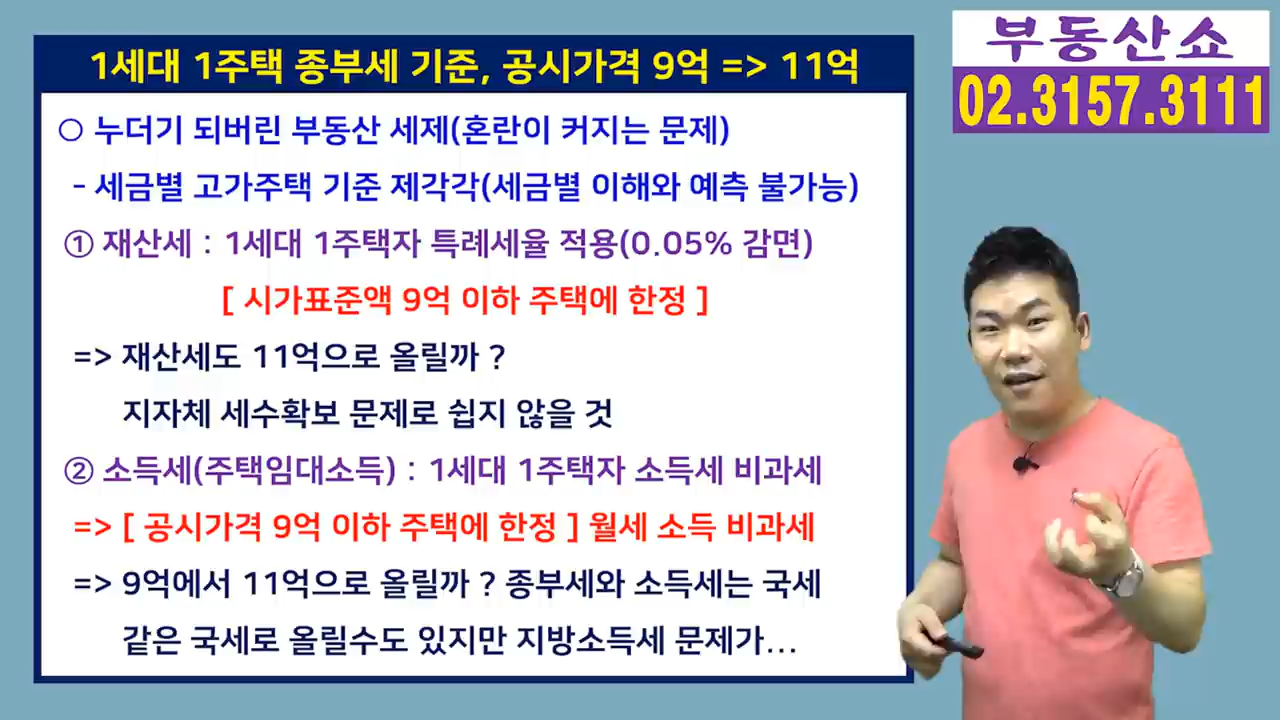 1세대 1주택 종부세 기준, 공시가격 9억 => 11억
○ 누더기 되버린 부동산 세제(혼란이 커지는 문제)
- 세금별 고가주택 기준 제각각(세금별 이해와 예측 불가능)
① 재산세 : 1세대 1주택자 특례세율 적용(0.05% 감면)
[ 시가표준액 9억 이하 주택에 한정 ]
=> 재산세도 11억으로 올릴까 ?
지자체 세수확보 문제로 쉽지 않을 것
② 소득세(주택임대소득) : 1세대 1주택자 소득세 비과세
=> [ 공시가격 9억 이하 주택에 한정 ] 월세 소득 비과세
=> 9억에서 11억으로 올릴까 ? 종부세와 소득세는 국세
같은 국세로 올릴수도 있지만 지방소득세 문제가...
부동산쇼
02.3157.3111